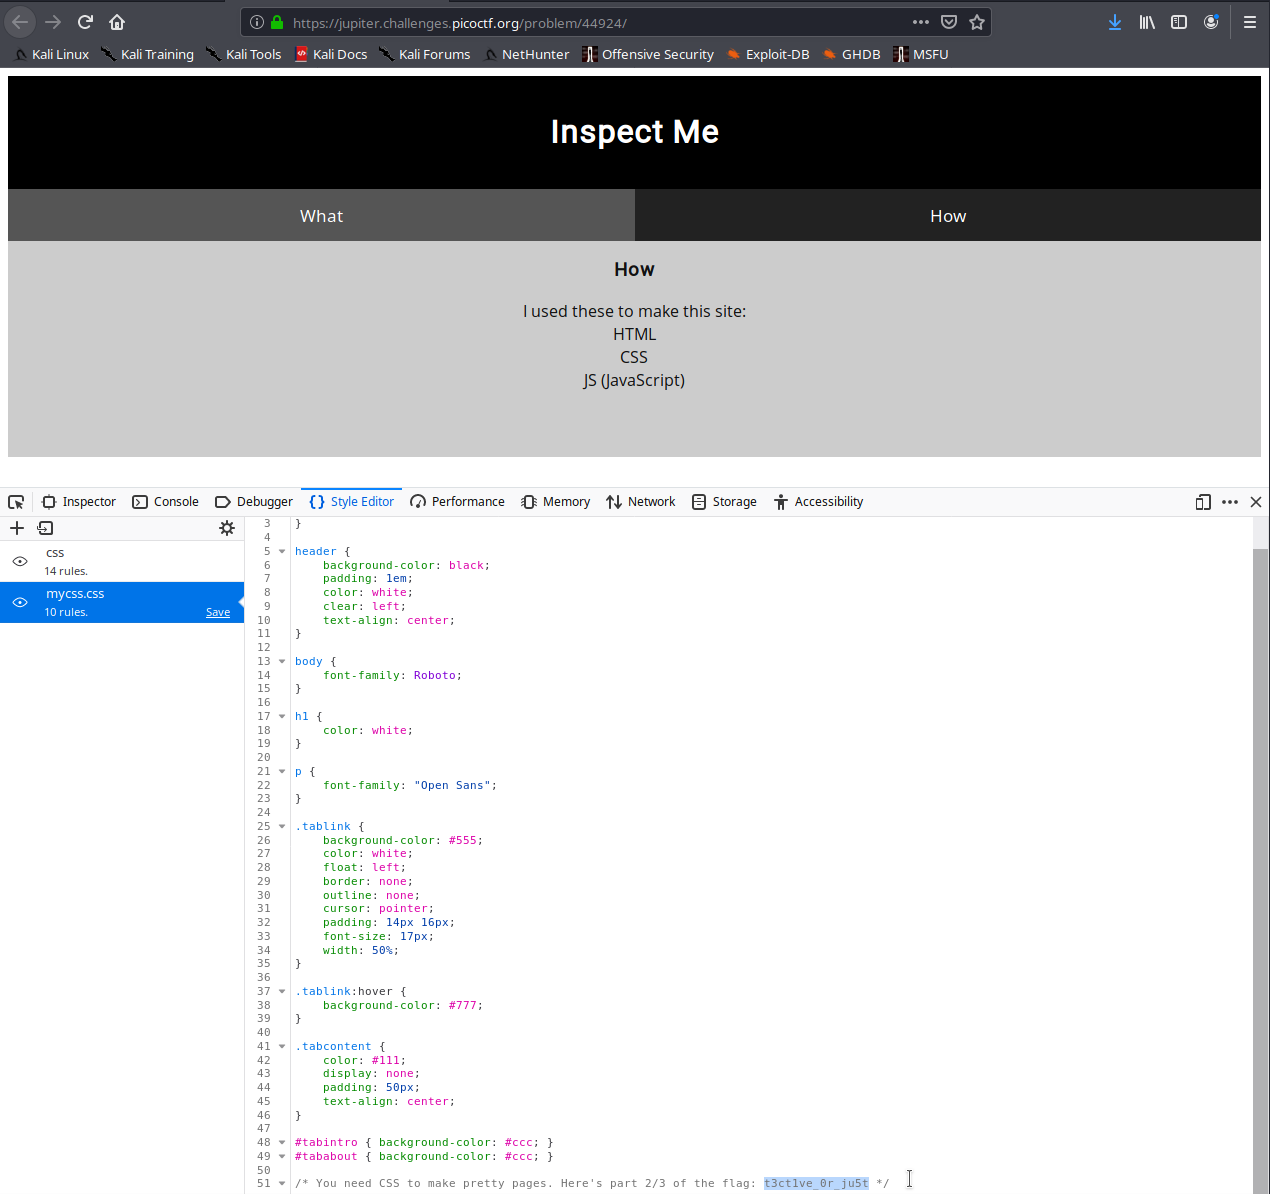 https://jupiter.challenges.picoctf.org/problem/44924/
Kali Linux Kali Training Kali Tools Kali Docs Kali Forums NetHunter Offensive Security Exploit-DB GHDB MSFU
Inspect Me
What How
How
I used these to make this site:
HTML
CSS
JS (JavaScript)
Inspector Console Debugger Style Editor Performance Memory Network Storage Accessibility
css
14 rules.
mycss.css
10 rules. Save
3 }
4
5 header {
6 background-color: black;
7 padding: 1em;
8 color: white;
9 clear: left;
10 text-align: center;
11 }
12
13 body {
14 font-family: Roboto;
15 }
16
17 h1 {
18 color: white;
19 }
20
21 p {
22 font-family: "Open Sans";
23 }
24
25 .tablink {
26 background-color: #555;
27 color: white;
28 float: left;
29 border: none;
30 outline: none;
31 cursor: pointer;
32 padding: 14px 16px;
33 font-size: 17px;
34 width: 50%;
35 }
36
37 .tablink:hover {
38 background-color: #777;
39 }
40
41 .tabcontent {
42 color: #111;
43 display: none;
44 padding: 50px;
45 text-align: center;
46 }
47
48 #tabintro { background-color: #ccc; }
49 #tababout { background-color: #ccc; }
50
51 /* You need CSS to make pretty pages. Here's part 2/3 of the flag: t3ct1ve_0r_ju5t */